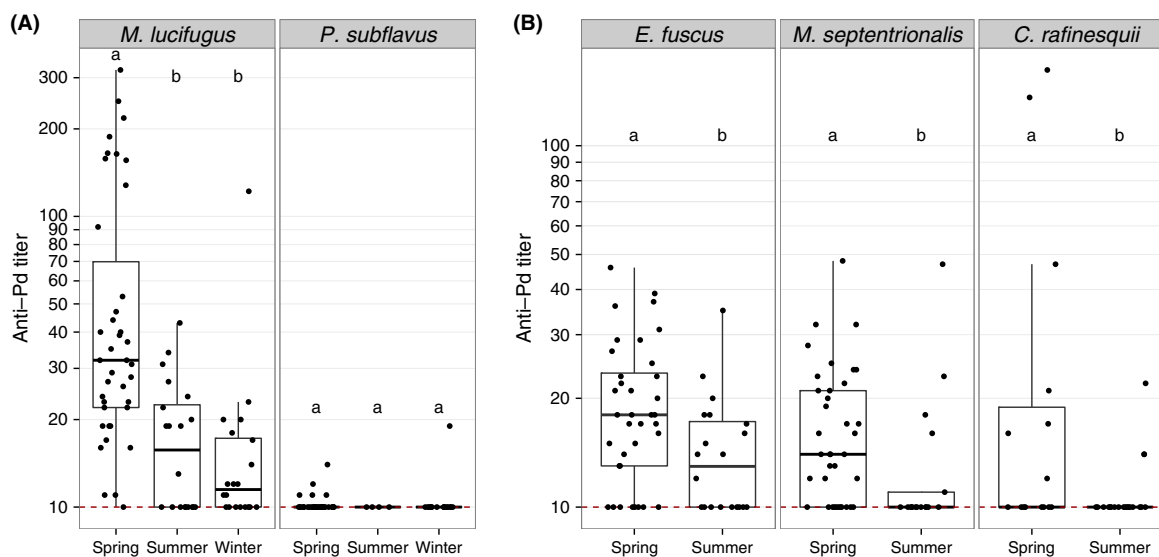 (A)
M. lucifugus
P. subflavus
Anti–Pd titer
300
200
100
90
80
70
60
50
40
30
20
10
a
b
b
a
a
a
Spring
Summer
Winter
Spring
Summer
Winter
(B)
E. fuscus
M. septentrionalis
C. rafinesquii
Anti–Pd titer
100
90
80
70
60
50
40
30
20
10
a
b
a
b
a
b
Spring
Summer
Spring
Summer
Spring
Summer